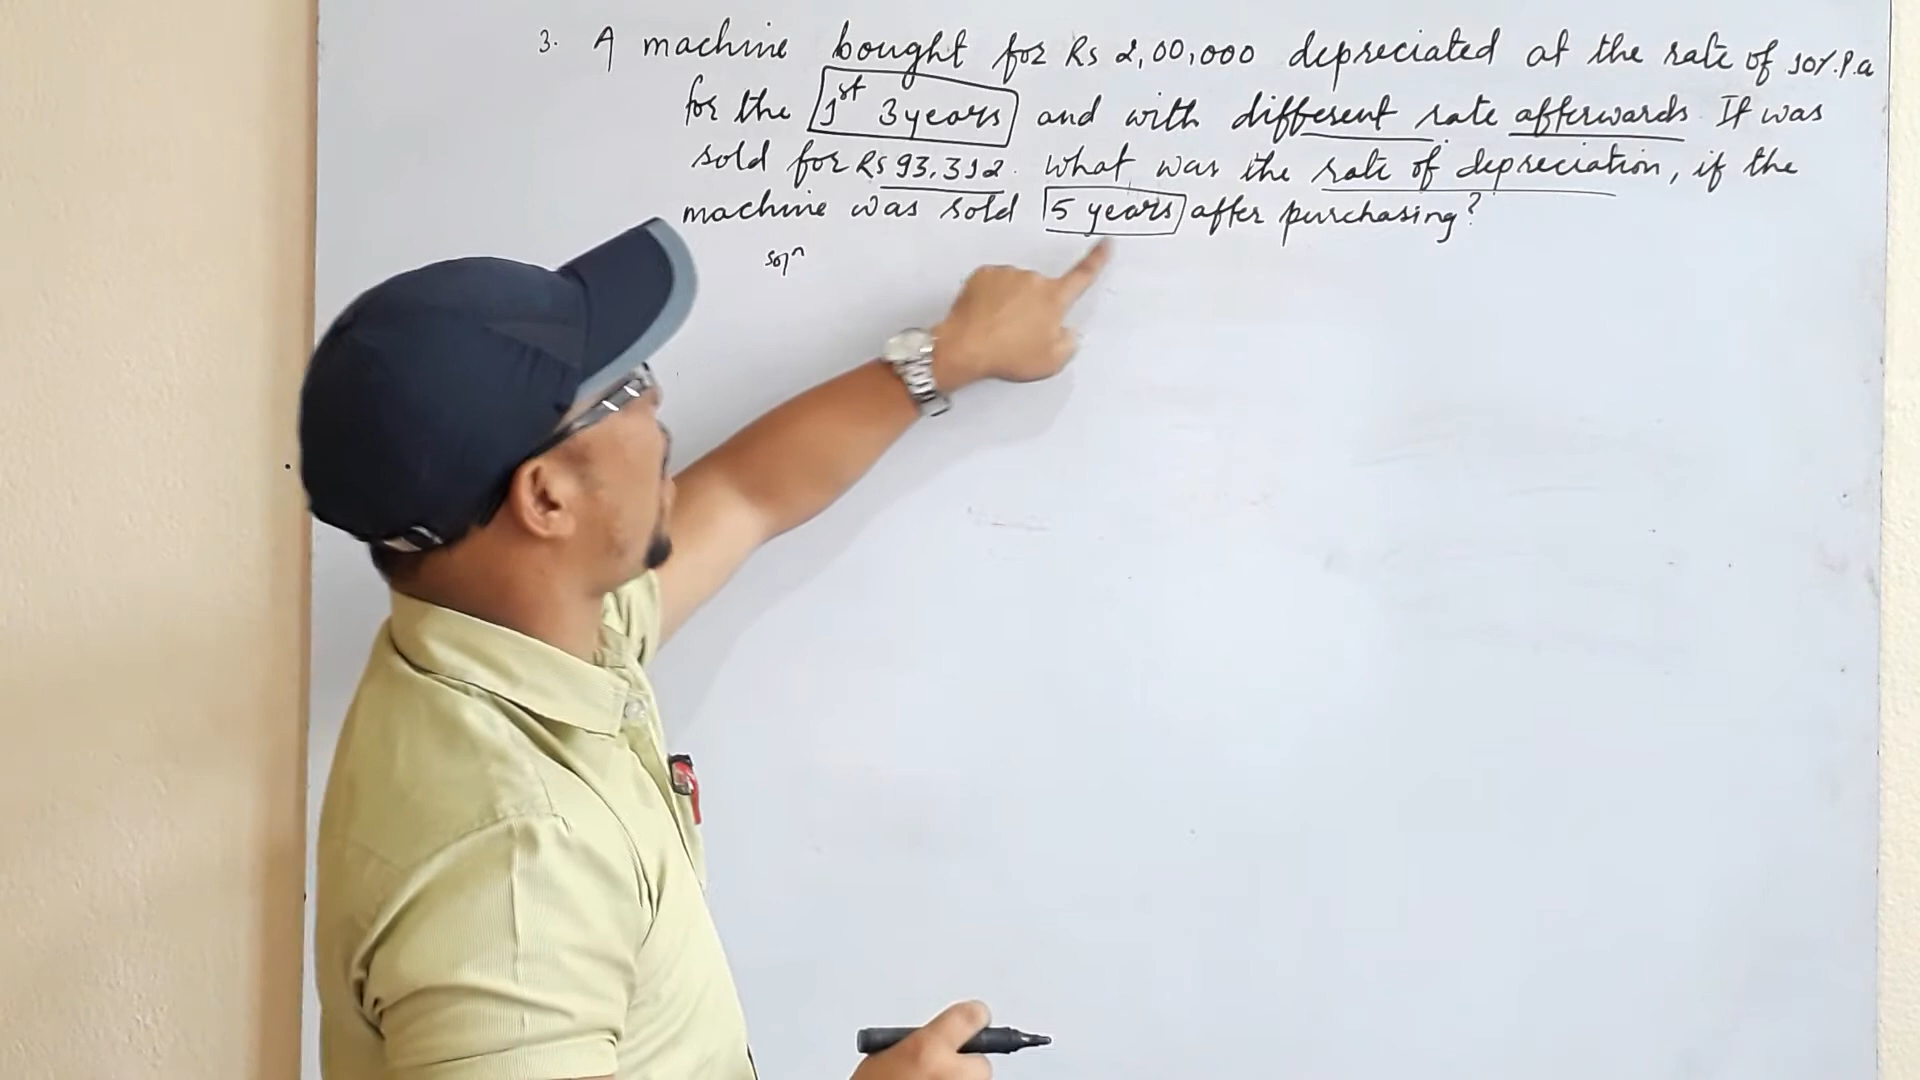 3. A machine bought for Rs 2,00,000 depreciated at the rate of 10% P.a
for the 1st 3 years and with different rate afterwards. If was
sold for Rs 93,312. What was the rate of depreciation, if the
machine was sold 5 years after purchasing?
solⁿ